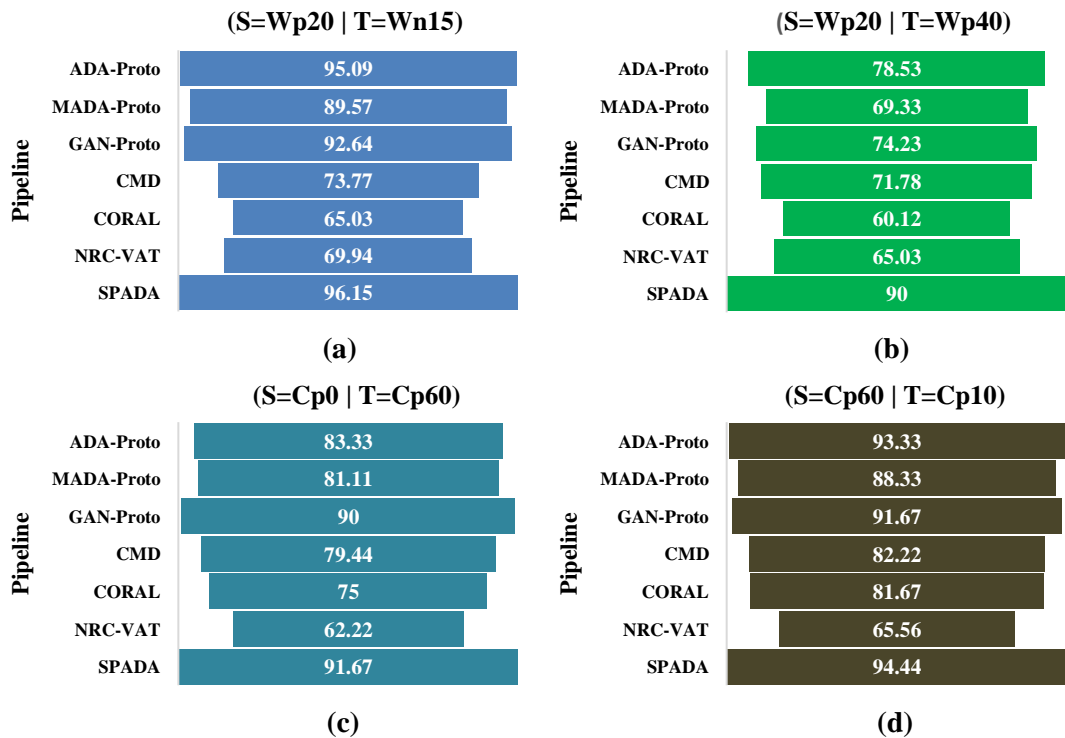 (S=Wp20 | T=Wn15)
Pipeline
ADA-Proto 95.09
MADA-Proto 89.57
GAN-Proto 92.64
CMD 73.77
CORAL 65.03
NRC-VAT 69.94
SPADA 96.15
(a)
(S=Wp20 | T=Wp40)
Pipeline
ADA-Proto 78.53
MADA-Proto 69.33
GAN-Proto 74.23
CMD 71.78
CORAL 60.12
NRC-VAT 65.03
SPADA 90
(b)
(S=Cp0 | T=Cp60)
Pipeline
ADA-Proto 83.33
MADA-Proto 81.11
GAN-Proto 90
CMD 79.44
CORAL 75
NRC-VAT 62.22
SPADA 91.67
(c)
(S=Cp60 | T=Cp10)
Pipeline
ADA-Proto 93.33
MADA-Proto 88.33
GAN-Proto 91.67
CMD 82.22
CORAL 81.67
NRC-VAT 65.56
SPADA 94.44
(d)